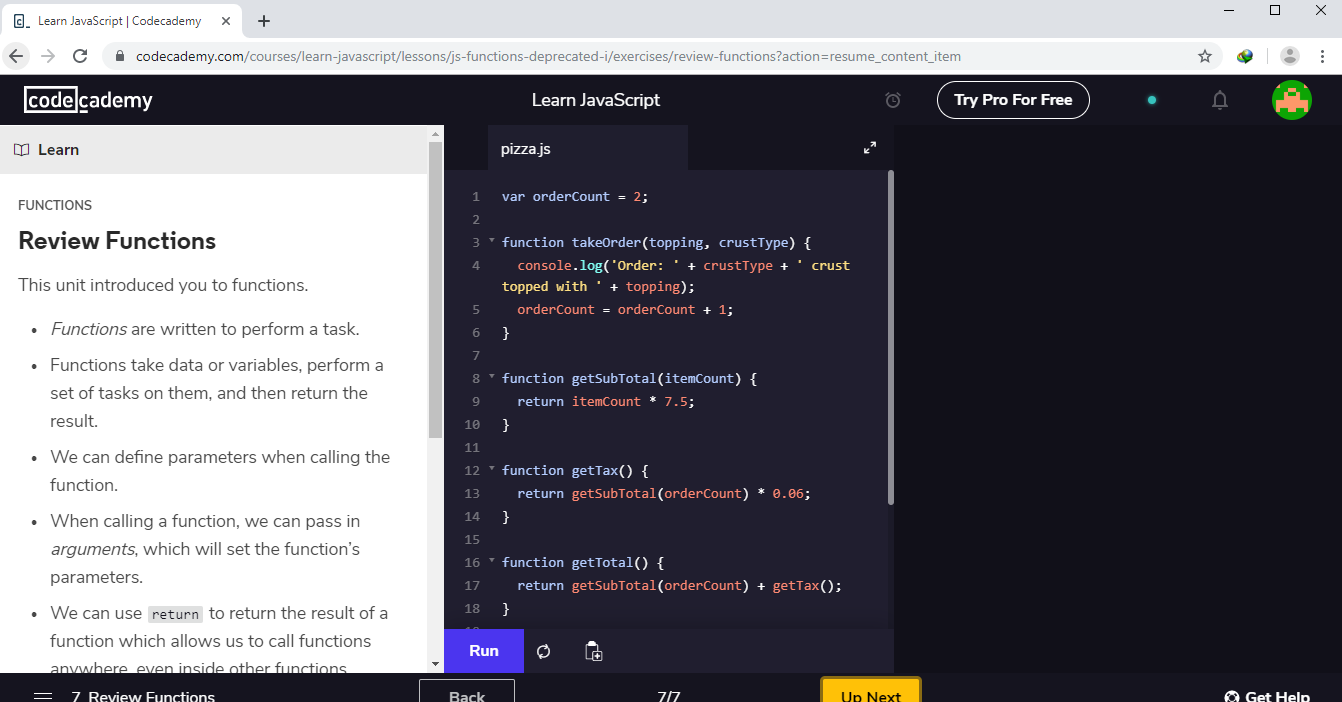 Learn JavaScript | Codecademy
codecademy.com/courses/learn-javascript/lessons/js-functions-deprecated-i/exercises/review-functions?action=resume_content_item
codecademy
Learn JavaScript
Try Pro For Free
Learn
FUNCTIONS
Review Functions
This unit introduced you to functions.
• Functions are written to perform a task.
• Functions take data or variables, perform a
set of tasks on them, and then return the
result.
• We can define parameters when calling the
function.
• When calling a function, we can pass in
arguments, which will set the function's
parameters.
• We can use return to return the result of a
function which allows us to call functions
anywhere, even inside other functions
pizza.js
1 var orderCount = 2;
2
3 function takeOrder(topping, crustType) {
4 console.log('Order: ' + crustType + ' crust
topped with ' + topping);
5 orderCount = orderCount + 1;
6 }
7
8 function getSubTotal(itemCount) {
9 return itemCount * 7.5;
10 }
11
12 function getTax() {
13 return getSubTotal(orderCount) * 0.06;
14 }
15
16 function getTotal() {
17 return getSubTotal(orderCount) + getTax();
18 }
Run
7. Review Functions
Back
7/7
Up Next
Get Help